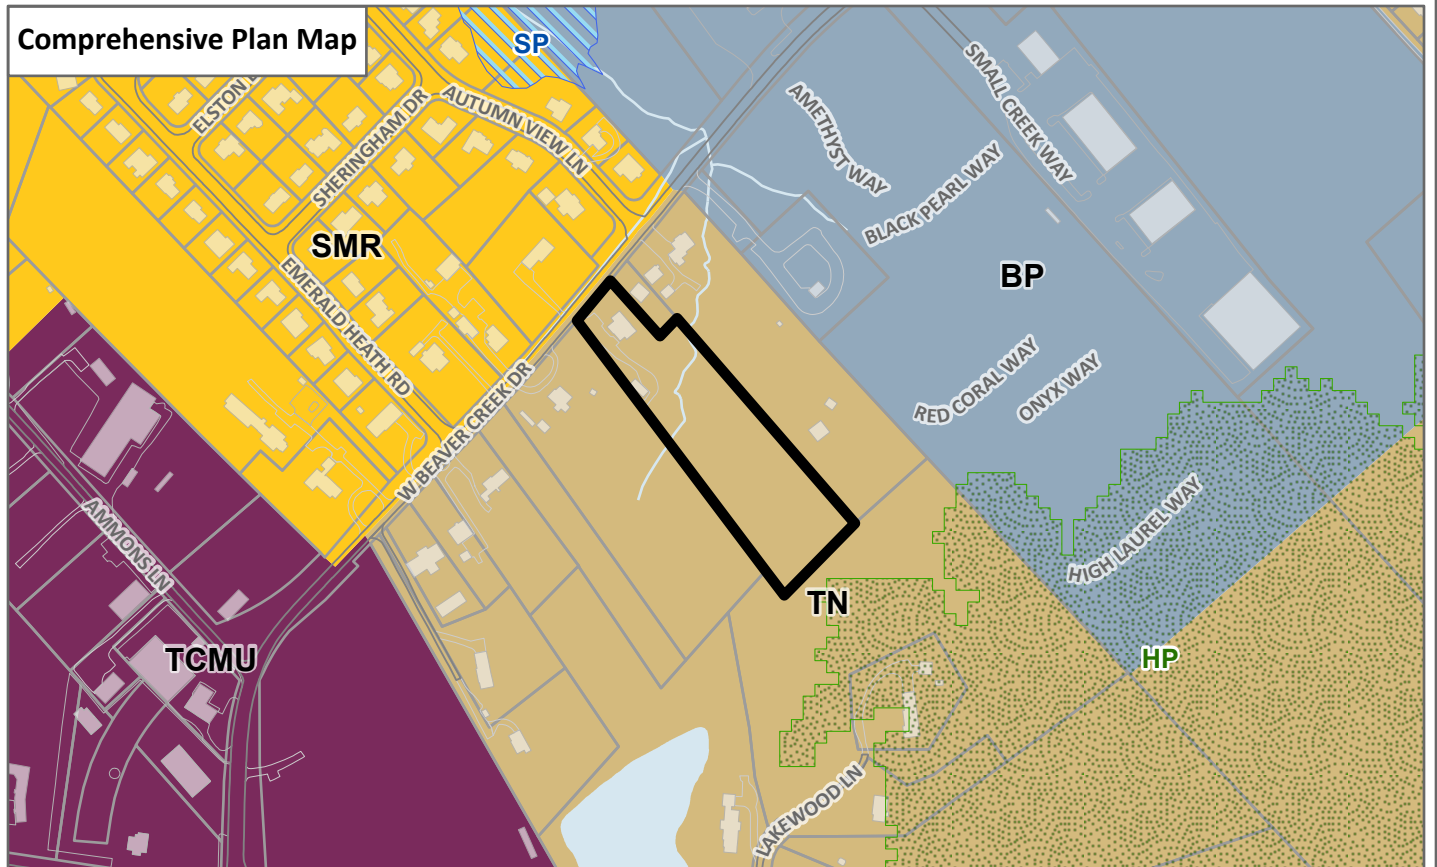 Comprehensive Plan Map
SP
ELSTON
SHERINGHAM DR
AUTUMN VIEW LN
SMALL CREEK WAY
AMETHYST WAY
BLACK PEARL WAY
SMR
BP
EMERALD HEATH RD
W BEAVER CREEK DR
RED CORAL WAY
ONYX WAY
AMMONS LN
HIGH LAUREL WAY
TN
TCMU
HP
LAKEWOOD LN